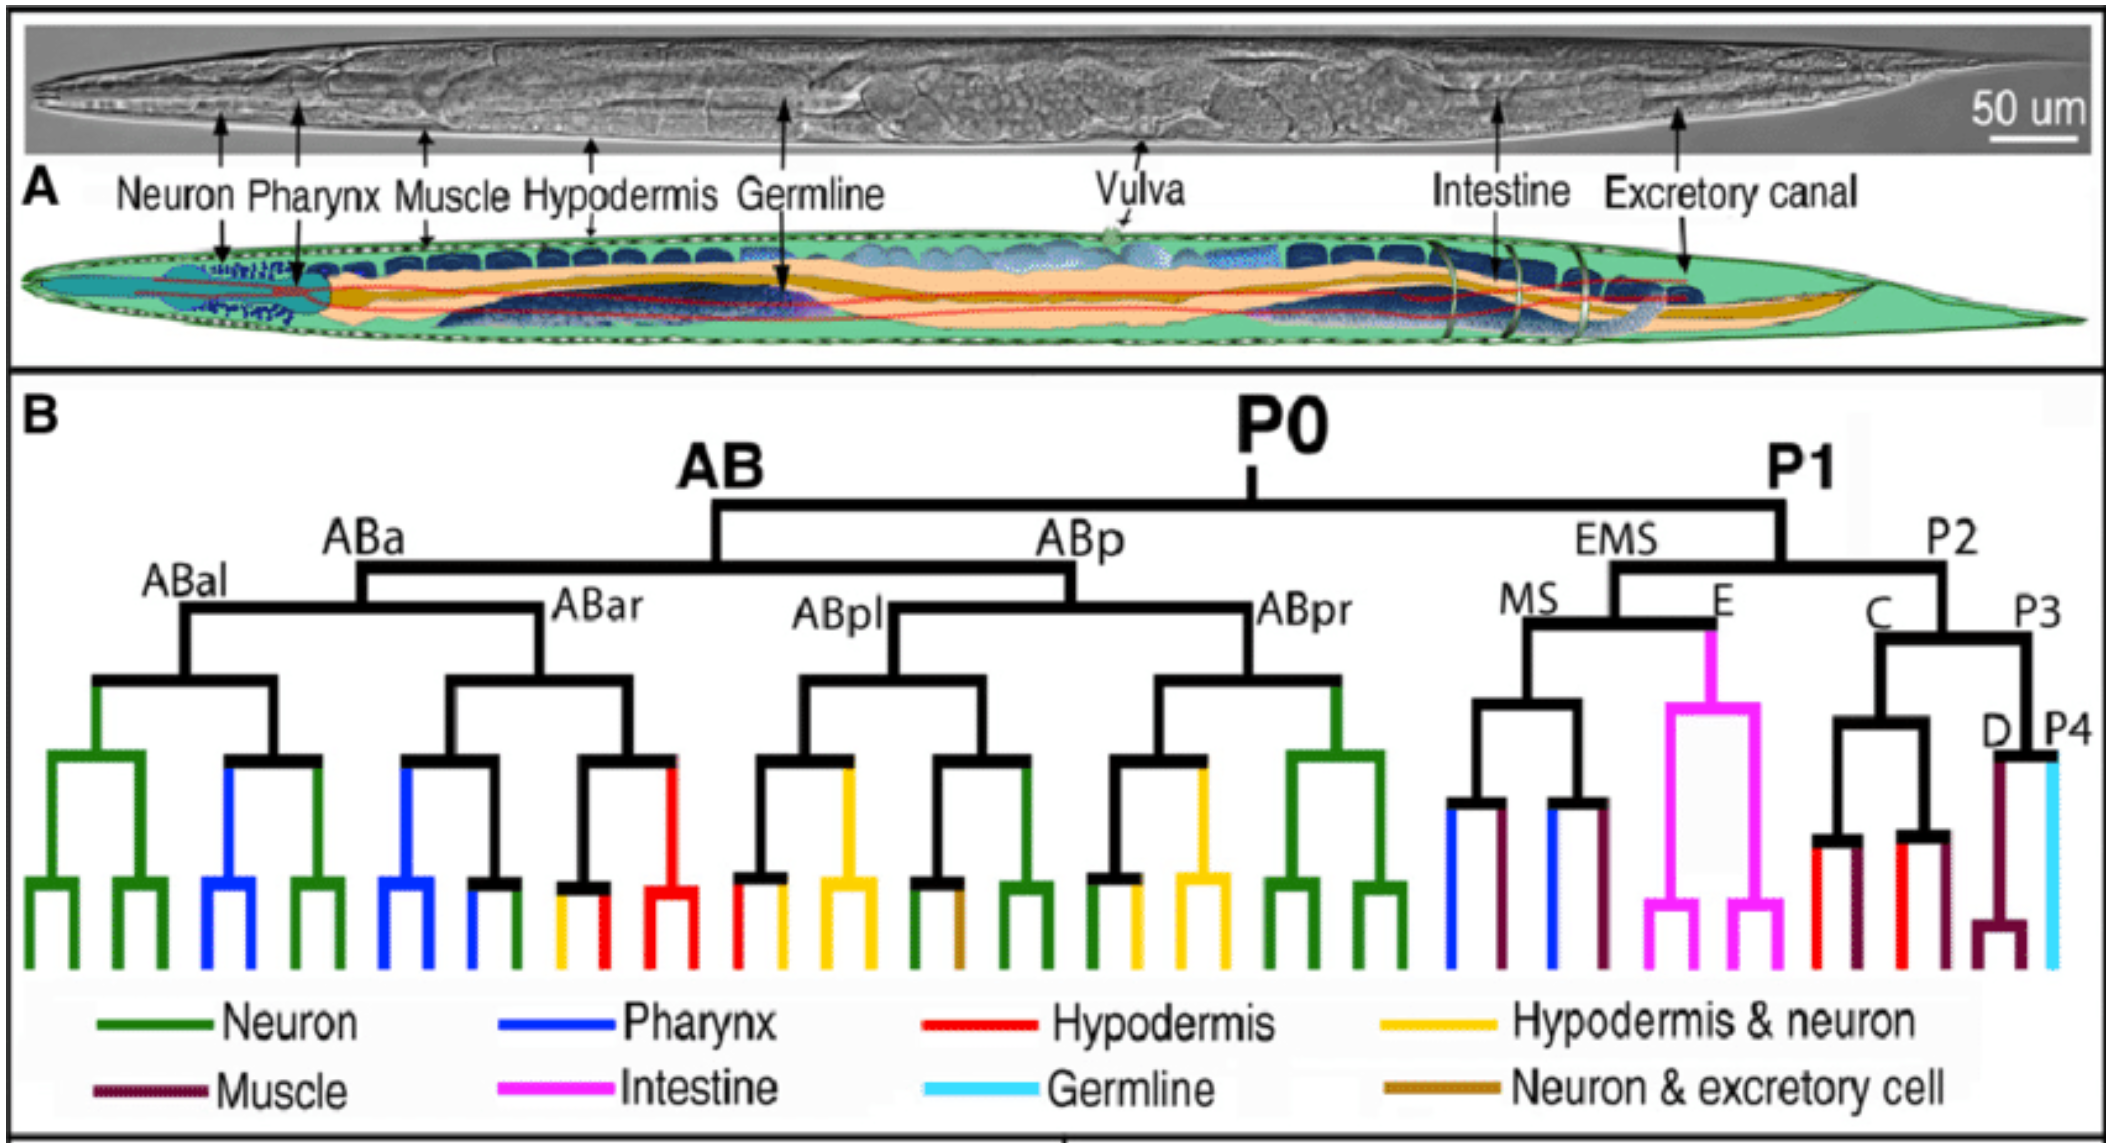 50 um
A
Neuron Pharynx Muscle Hypodermis Germline Vulva Intestine Excretory canal
B
P0
AB P1
ABa ABp EMS P2
ABal ABar ABpl ABpr MS E C P3
D P4
Neuron Pharynx Hypodermis Hypodermis & neuron
Muscle Intestine Germline Neuron & excretory cell